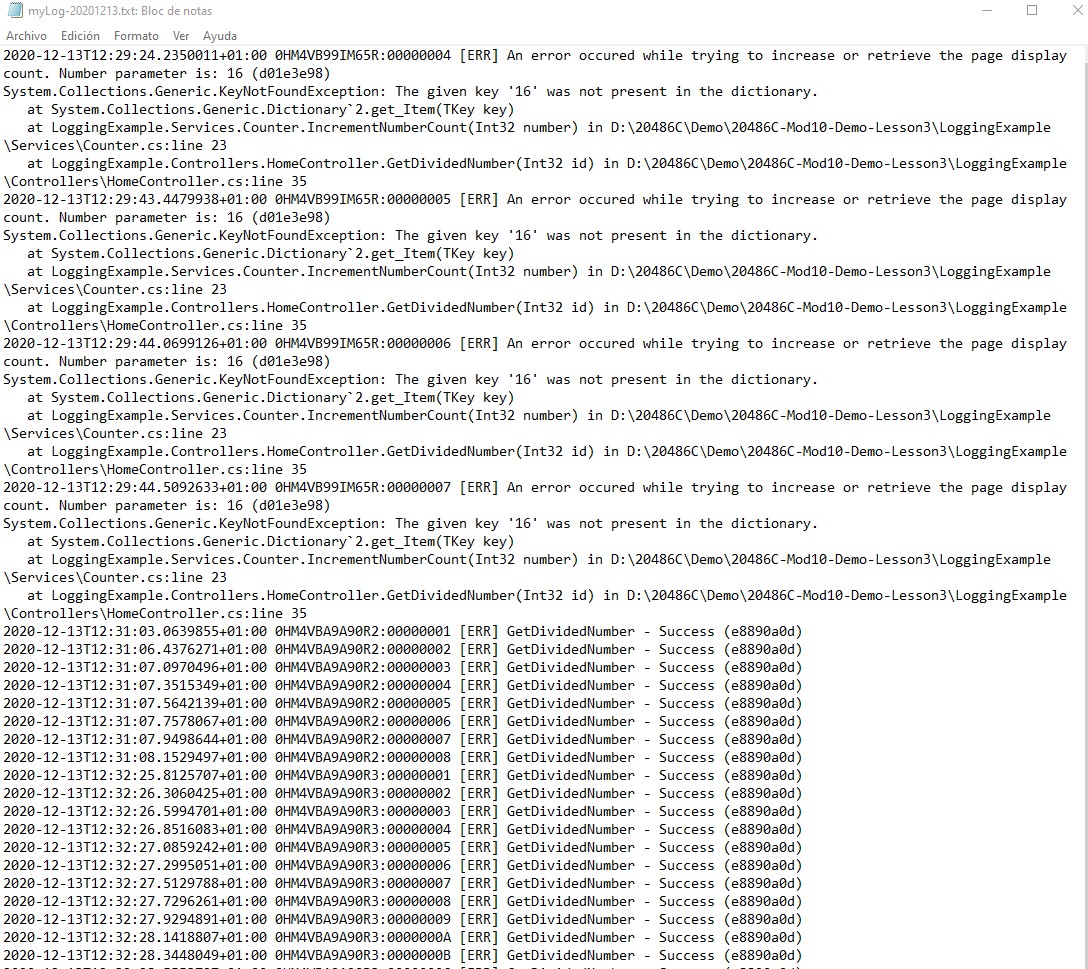 myLog-20201213.txt: Bloc de notas
Archivo Edición Formato Ver Ayuda
2020-12-13T12:29:24.2350011+01:00 0HM4VB99IM65R:00000004 [ERR] An error occured while trying to increase or retrieve the page display
count. Number parameter is: 16 (d01e3e98)
System.Collections.Generic.KeyNotFoundException: The given key '16' was not present in the dictionary.
   at System.Collections.Generic.Dictionary`2.get_Item(TKey key)
   at LoggingExample.Services.Counter.IncrementNumberCount(Int32 number) in D:\20486C\Demo\20486C-Mod10-Demo-Lesson3\LoggingExample
\Services\Counter.cs:line 23
   at LoggingExample.Controllers.HomeController.GetDividedNumber(Int32 id) in D:\20486C\Demo\20486C-Mod10-Demo-Lesson3\LoggingExample
\Controllers\HomeController.cs:line 35
2020-12-13T12:29:43.4479938+01:00 0HM4VB99IM65R:00000005 [ERR] An error occured while trying to increase or retrieve the page display
count. Number parameter is: 16 (d01e3e98)
System.Collections.Generic.KeyNotFoundException: The given key '16' was not present in the dictionary.
   at System.Collections.Generic.Dictionary`2.get_Item(TKey key)
   at LoggingExample.Services.Counter.IncrementNumberCount(Int32 number) in D:\20486C\Demo\20486C-Mod10-Demo-Lesson3\LoggingExample
\Services\Counter.cs:line 23
   at LoggingExample.Controllers.HomeController.GetDividedNumber(Int32 id) in D:\20486C\Demo\20486C-Mod10-Demo-Lesson3\LoggingExample
\Controllers\HomeController.cs:line 35
2020-12-13T12:29:44.0699126+01:00 0HM4VB99IM65R:00000006 [ERR] An error occured while trying to increase or retrieve the page display
count. Number parameter is: 16 (d01e3e98)
System.Collections.Generic.KeyNotFoundException: The given key '16' was not present in the dictionary.
   at System.Collections.Generic.Dictionary`2.get_Item(TKey key)
   at LoggingExample.Services.Counter.IncrementNumberCount(Int32 number) in D:\20486C\Demo\20486C-Mod10-Demo-Lesson3\LoggingExample
\Services\Counter.cs:line 23
   at LoggingExample.Controllers.HomeController.GetDividedNumber(Int32 id) in D:\20486C\Demo\20486C-Mod10-Demo-Lesson3\LoggingExample
\Controllers\HomeController.cs:line 35
2020-12-13T12:29:44.5092633+01:00 0HM4VB99IM65R:00000007 [ERR] An error occured while trying to increase or retrieve the page display
count. Number parameter is: 16 (d01e3e98)
System.Collections.Generic.KeyNotFoundException: The given key '16' was not present in the dictionary.
   at System.Collections.Generic.Dictionary`2.get_Item(TKey key)
   at LoggingExample.Services.Counter.IncrementNumberCount(Int32 number) in D:\20486C\Demo\20486C-Mod10-Demo-Lesson3\LoggingExample
\Services\Counter.cs:line 23
   at LoggingExample.Controllers.HomeController.GetDividedNumber(Int32 id) in D:\20486C\Demo\20486C-Mod10-Demo-Lesson3\LoggingExample
\Controllers\HomeController.cs:line 35
2020-12-13T12:31:03.0639855+01:00 0HM4VBA9A90R2:00000001 [ERR] GetDividedNumber - Success (e8890a0d)
2020-12-13T12:31:06.4376271+01:00 0HM4VBA9A90R2:00000002 [ERR] GetDividedNumber - Success (e8890a0d)
2020-12-13T12:31:07.0970496+01:00 0HM4VBA9A90R2:00000003 [ERR] GetDividedNumber - Success (e8890a0d)
2020-12-13T12:31:07.3515349+01:00 0HM4VBA9A90R2:00000004 [ERR] GetDividedNumber - Success (e8890a0d)
2020-12-13T12:31:07.5642139+01:00 0HM4VBA9A90R2:00000005 [ERR] GetDividedNumber - Success (e8890a0d)
2020-12-13T12:31:07.7578067+01:00 0HM4VBA9A90R2:00000006 [ERR] GetDividedNumber - Success (e8890a0d)
2020-12-13T12:31:07.9498644+01:00 0HM4VBA9A90R2:00000007 [ERR] GetDividedNumber - Success (e8890a0d)
2020-12-13T12:31:08.1529497+01:00 0HM4VBA9A90R2:00000008 [ERR] GetDividedNumber - Success (e8890a0d)
2020-12-13T12:32:25.8125707+01:00 0HM4VBA9A90R3:00000001 [ERR] GetDividedNumber - Success (e8890a0d)
2020-12-13T12:32:26.3060425+01:00 0HM4VBA9A90R3:00000002 [ERR] GetDividedNumber - Success (e8890a0d)
2020-12-13T12:32:26.5994701+01:00 0HM4VBA9A90R3:00000003 [ERR] GetDividedNumber - Success (e8890a0d)
2020-12-13T12:32:26.8516083+01:00 0HM4VBA9A90R3:00000004 [ERR] GetDividedNumber - Success (e8890a0d)
2020-12-13T12:32:27.0859242+01:00 0HM4VBA9A90R3:00000005 [ERR] GetDividedNumber - Success (e8890a0d)
2020-12-13T12:32:27.2995051+01:00 0HM4VBA9A90R3:00000006 [ERR] GetDividedNumber - Success (e8890a0d)
2020-12-13T12:32:27.5129788+01:00 0HM4VBA9A90R3:00000007 [ERR] GetDividedNumber - Success (e8890a0d)
2020-12-13T12:32:27.7296261+01:00 0HM4VBA9A90R3:00000008 [ERR] GetDividedNumber - Success (e8890a0d)
2020-12-13T12:32:27.9294891+01:00 0HM4VBA9A90R3:00000009 [ERR] GetDividedNumber - Success (e8890a0d)
2020-12-13T12:32:28.1418807+01:00 0HM4VBA9A90R3:0000000A [ERR] GetDividedNumber - Success (e8890a0d)
2020-12-13T12:32:28.3448049+01:00 0HM4VBA9A90R3:0000000B [ERR] GetDividedNumber - Success (e8890a0d)